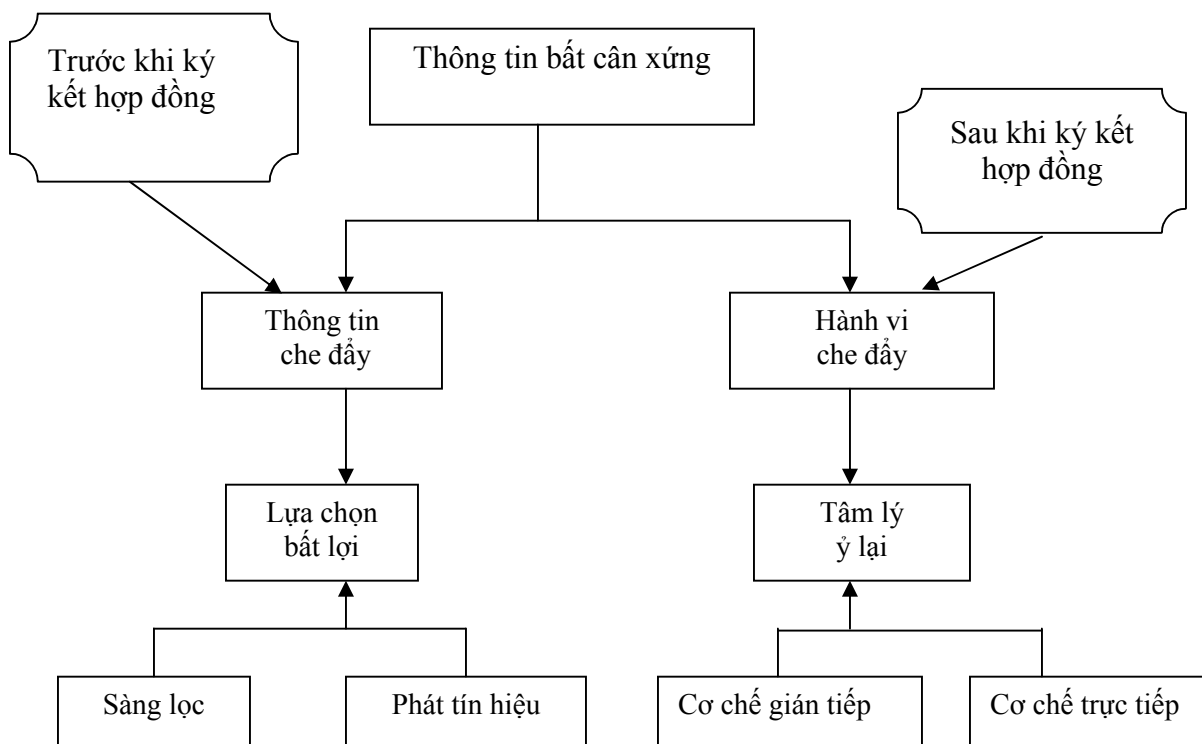 Trước khi ký
kết hợp đồng
Thông tin bất cân xứng
Sau khi ký kết
hợp đồng
Thông tin
che đẩy
Hành vi
che đẩy
Lựa chọn
bất lợi
Tâm lý
ỷ lại
Sàng lọc
Phát tín hiệu
Cơ chế gián tiếp
Cơ chế trực tiếp